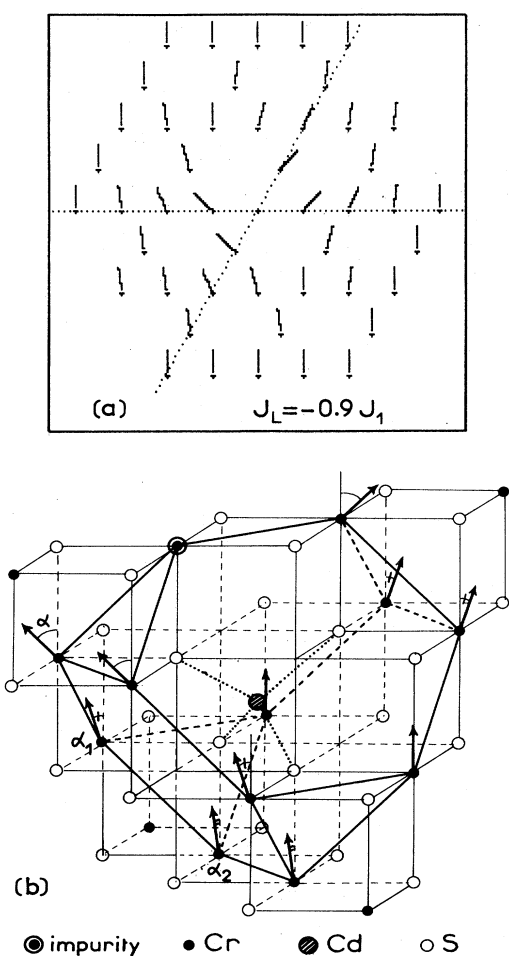 (a) J_L=-0.9 J_1
α
α_1
α_2
(b)
impurity Cr Cd S